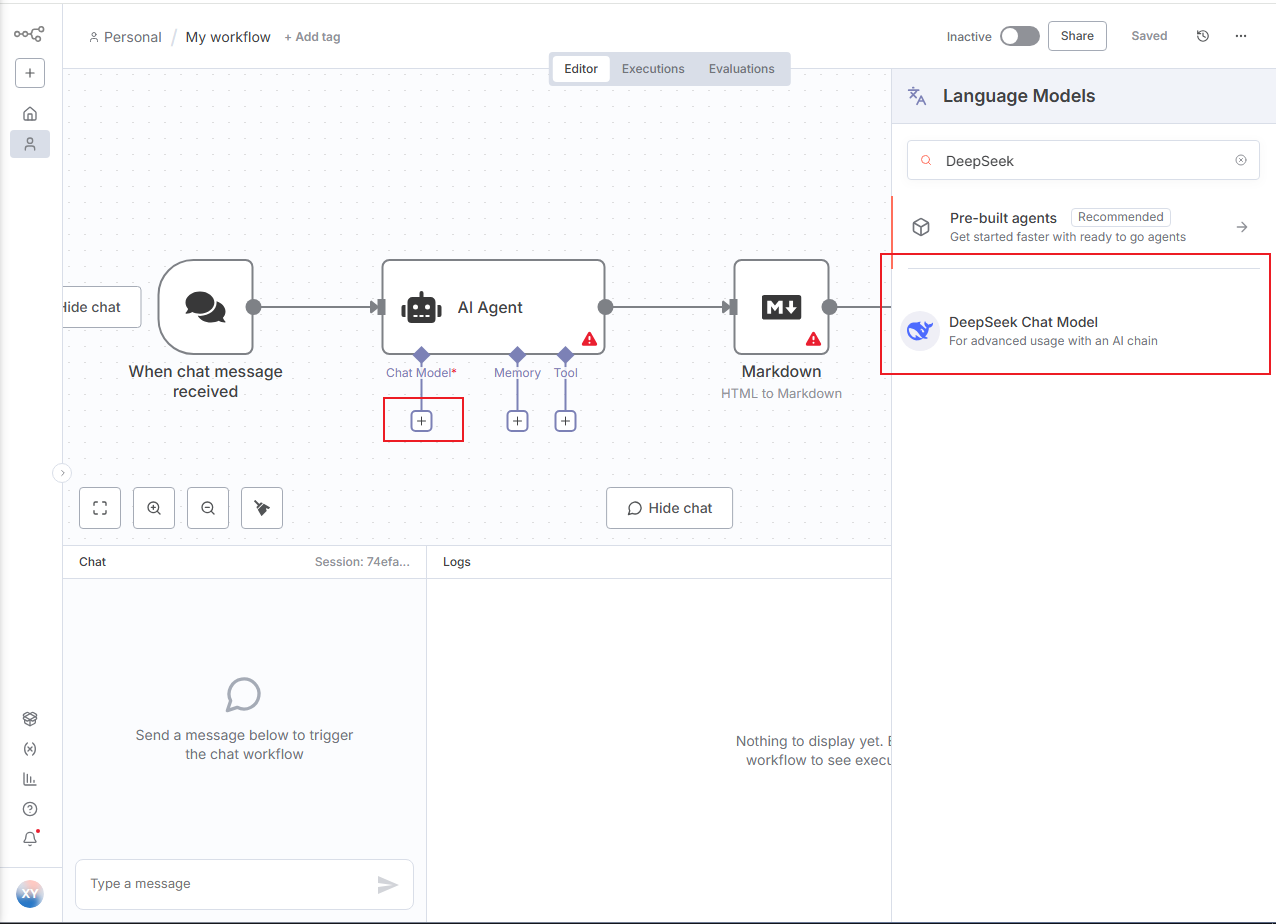 Personal / My workflow + Add tag
Inactive Share Saved
Editor Executions Evaluations
Language Models
DeepSeek
Pre-built agents Recommended
Get started faster with ready to go agents
DeepSeek Chat Model
For advanced usage with an AI chain
Hide chat
AI Agent
When chat message
received
Chat Model*
Memory
Tool
Markdown
HTML to Markdown
Hide chat
Chat
Session: 74efa...
Logs
Send a message below to trigger
the chat workflow
Nothing to display yet.
workflow to see execu
Type a message
XY